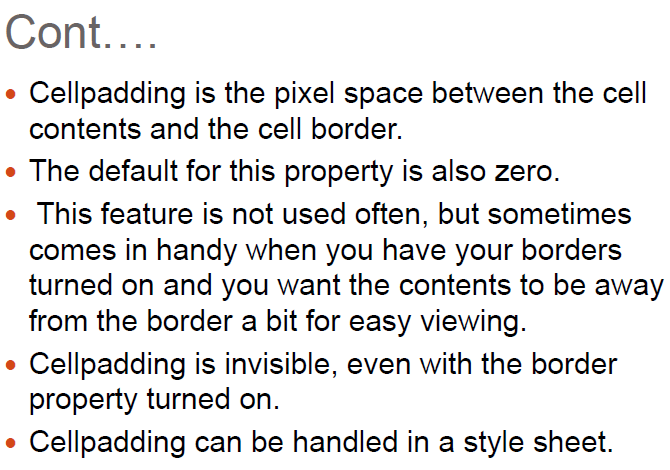 Cont….
• Cellpadding is the pixel space between the cell
contents and the cell border.
• The default for this property is also zero.
• This feature is not used often, but sometimes
comes in handy when you have your borders
turned on and you want the contents to be away
from the border a bit for easy viewing.
• Cellpadding is invisible, even with the border
property turned on.
• Cellpadding can be handled in a style sheet.